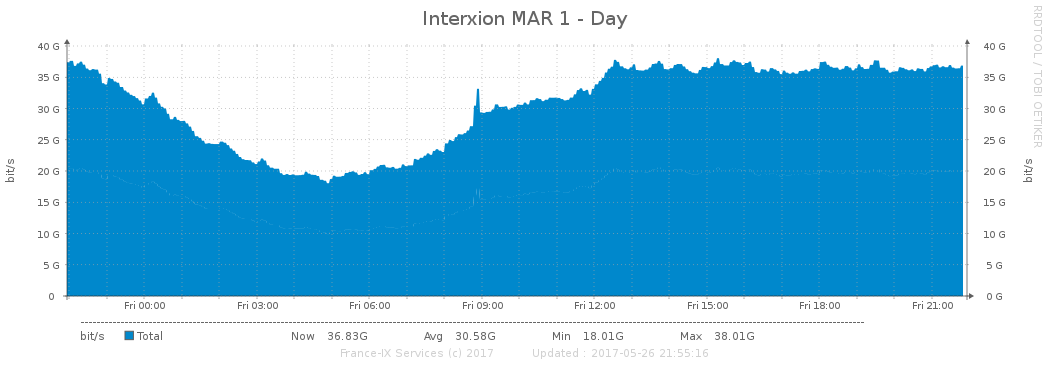 Interxion MAR 1 - Day
RRDTOOL / TOBI OETIKER
40 G 40 G
35 G 35 G
30 G 30 G
25 G 25 G
20 G 20 G
15 G 15 G
10 G 10 G
5 G 5 G
0 0 G
bit/s
bit/s
Fri 00:00 Fri 03:00 Fri 06:00 Fri 09:00 Fri 12:00 Fri 15:00 Fri 18:00 Fri 21:00
bit/s Total Now 36.83G Avg 30.58G Min 18.01G Max 38.01G
France-IX Services (c) 2017 Updated : 2017-05-26 21:55:16